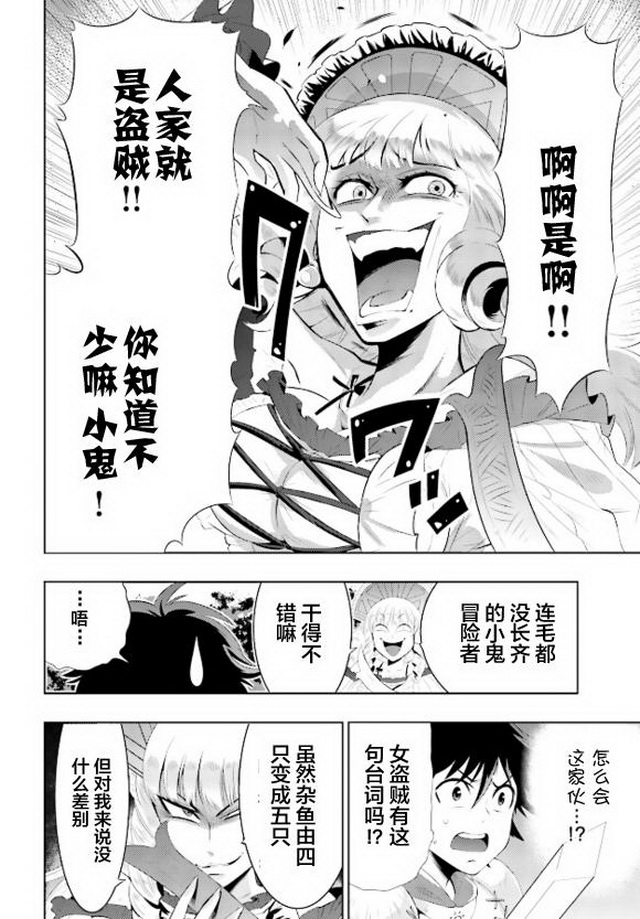 啊啊是啊!!
人家就
是盗贼
!!
你知道不
少嘛小鬼!
连毛都
没长齐
的小鬼
冒险者
干得不
错嘛
…唔…
怎么会
这家伙…!?
女盗贼有这
句台词吗!?
虽然杂鱼由四
只变成五只
但对我来说没
什么差别